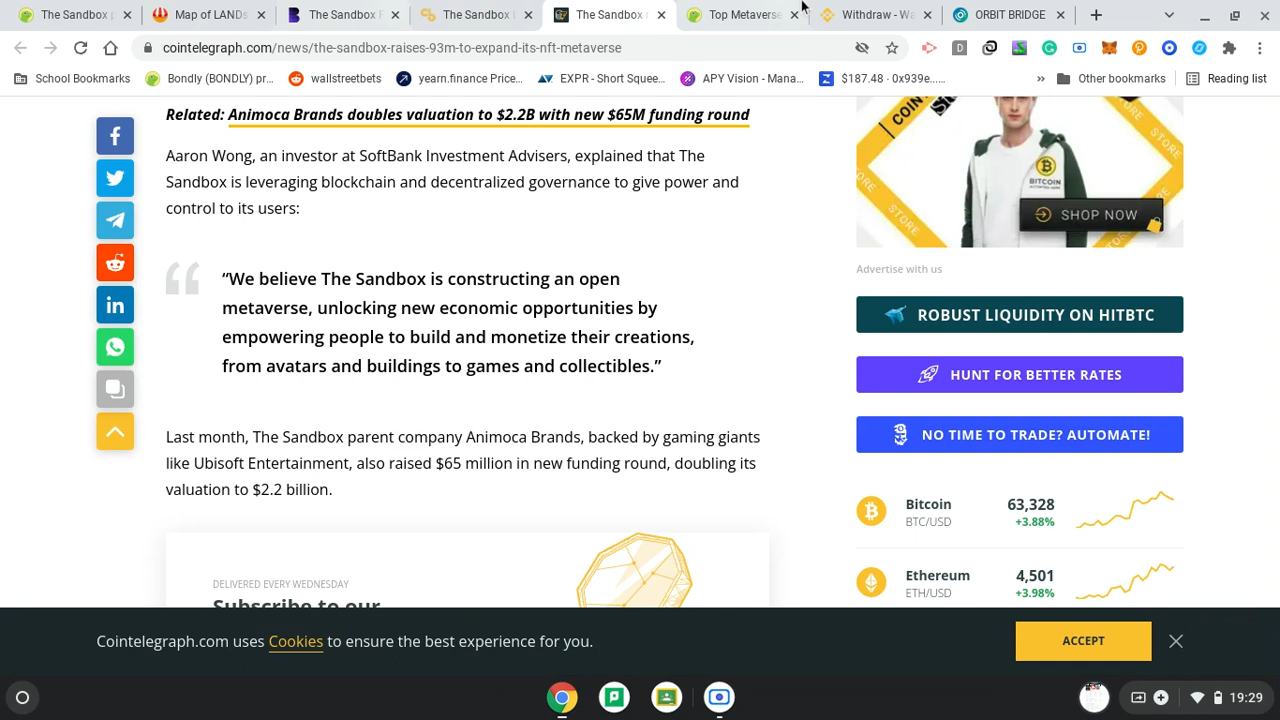 The Sandbox p
Map of LANDs
The Sandbox F
The Sandbox
The Sandbox
Top Metaverse
Withdraw - Wa
ORBIT BRIDGE
cointelegraph.com/news/the-sandbox-raises-93m-to-expand-its-nft-metaverse
School Bookmarks
Bondly (BONDLY) pr...
wallstreetbets
yearn.finance Price...
EXPR - Short Squee...
APY Vision - Mana...
$187.48 · 0x939e......
Other bookmarks
Reading list
Related: Animoca Brands doubles valuation to $2.2B with new $65M funding round
Aaron Wong, an investor at SoftBank Investment Advisers, explained that The
Sandbox is leveraging blockchain and decentralized governance to give power and
control to its users:
“We believe The Sandbox is constructing an open
metaverse, unlocking new economic opportunities by
empowering people to build and monetize their creations,
from avatars and buildings to games and collectibles.”
Last month, The Sandbox parent company Animoca Brands, backed by gaming giants
like Ubisoft Entertainment, also raised $65 million in new funding round, doubling its
valuation to $2.2 billion.
DELIVERED EVERY WEDNESDAY
Subscribe to our
COIN
STORE
STORE
BITCOIN
SHOP NOW
Advertise with us
ROBUST LIQUIDITY ON HITBTC
HUNT FOR BETTER RATES
NO TIME TO TRADE? AUTOMATE!
Bitcoin 63,328
BTC/USD +3.88%
Ethereum 4,501
ETH/USD +3.98%
Cointelegraph.com uses Cookies to ensure the best experience for you.
ACCEPT
19:29